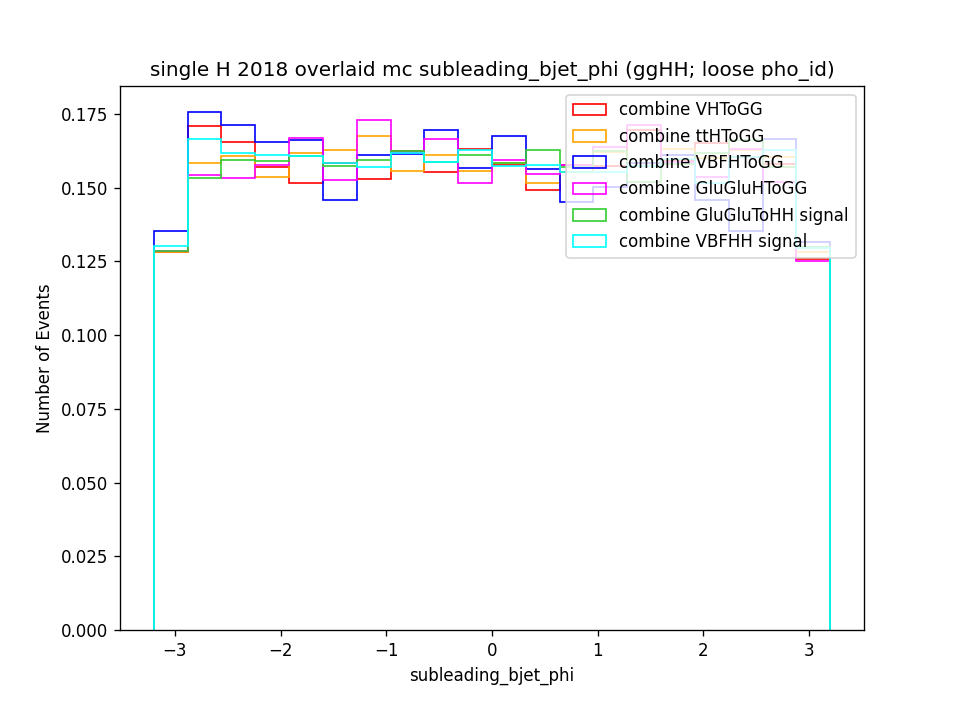 single H 2018 overlaid mc subleading_bjet_phi (ggHH; loose pho_id)
0.175
0.150
0.125
0.100
0.075
0.050
0.025
0.000
Number of Events
combine VHToGG
combine ttHToGG
combine VBFHToGG
combine GluGluHToGG
combine GluGluToHH signal
combine VBFHH signal
−3 −2 −1 0 1 2 3
subleading_bjet_phi